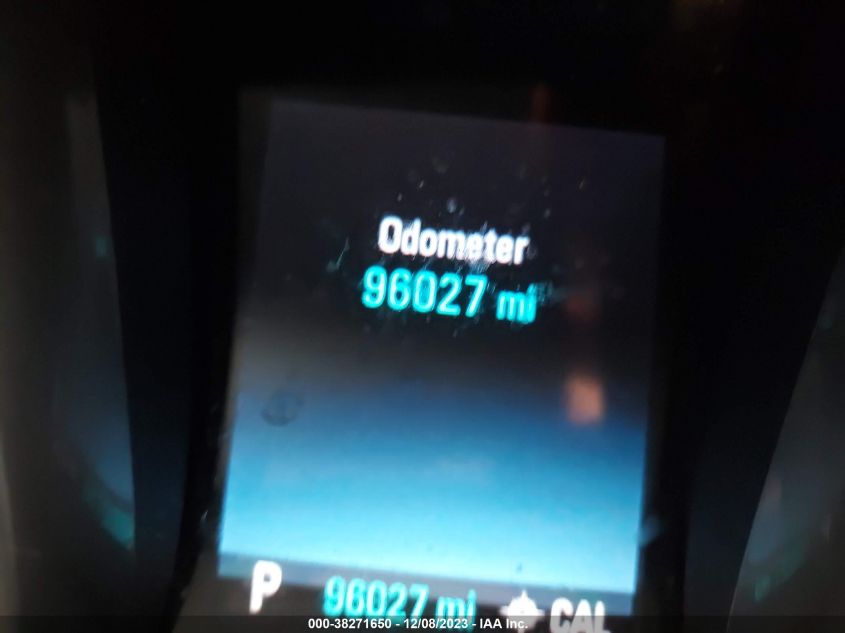 Odometer
96027 mi
P 96027 mi CAL
000-38271650 - 12/08/2023 - IAA Inc.